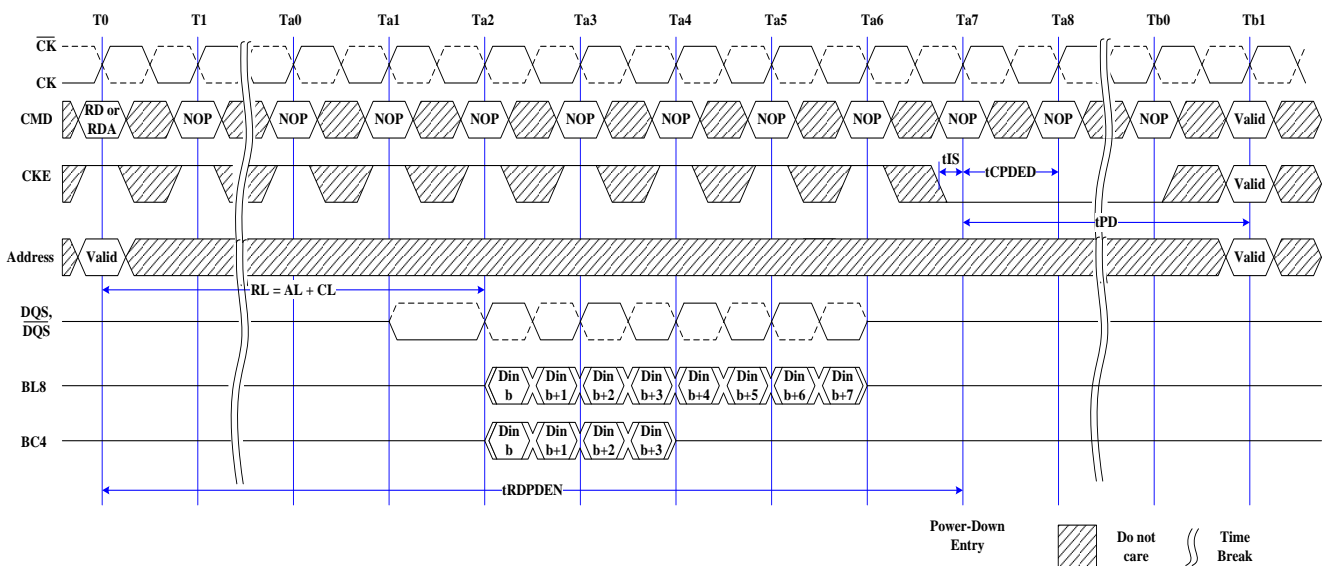 T0 T1 Ta0 Ta1 Ta2 Ta3 Ta4 Ta5 Ta6 Ta7 Ta8 Tb0 Tb1
CK
CK
CMD RD or RDA NOP NOP NOP NOP NOP NOP NOP NOP NOP NOP NOP Valid
tIS
CKE tCPDED Valid
tPD
Address Valid Valid
RL = AL + CL
DQS,
DQS
BL8 Din b Din b+1 Din b+2 Din b+3 Din b+4 Din b+5 Din b+6 Din b+7
BC4 Din b Din b+1 Din b+2 Din b+3
tRDPDEN
Power-Down
Entry
Do not
care
Time
Break